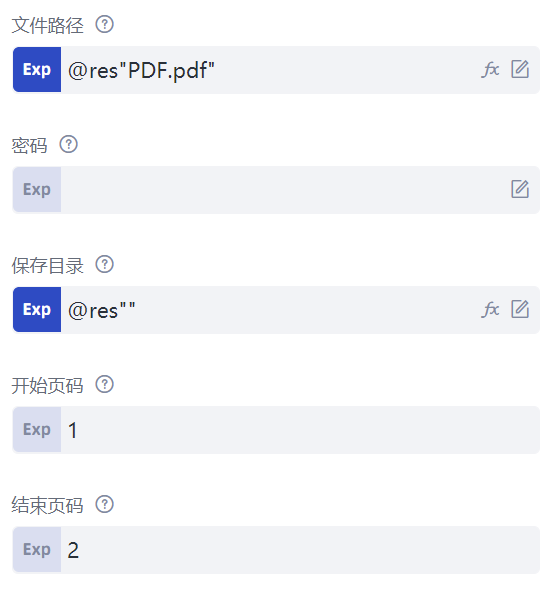 文件路径 ?
Exp @res"PDF.pdf" fx
密码 ?
Exp
保存目录 ?
Exp @res"" fx
开始页码 ?
Exp 1
结束页码 ?
Exp 2